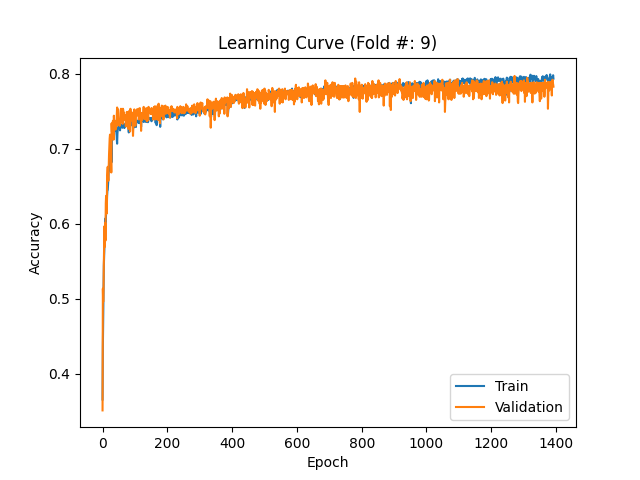 Learning Curve (Fold #: 9)
0.8
0.7
0.6
0.5
0.4
Accuracy
0 200 400 600 800 1000 1200 1400
Epoch
Train
Validation